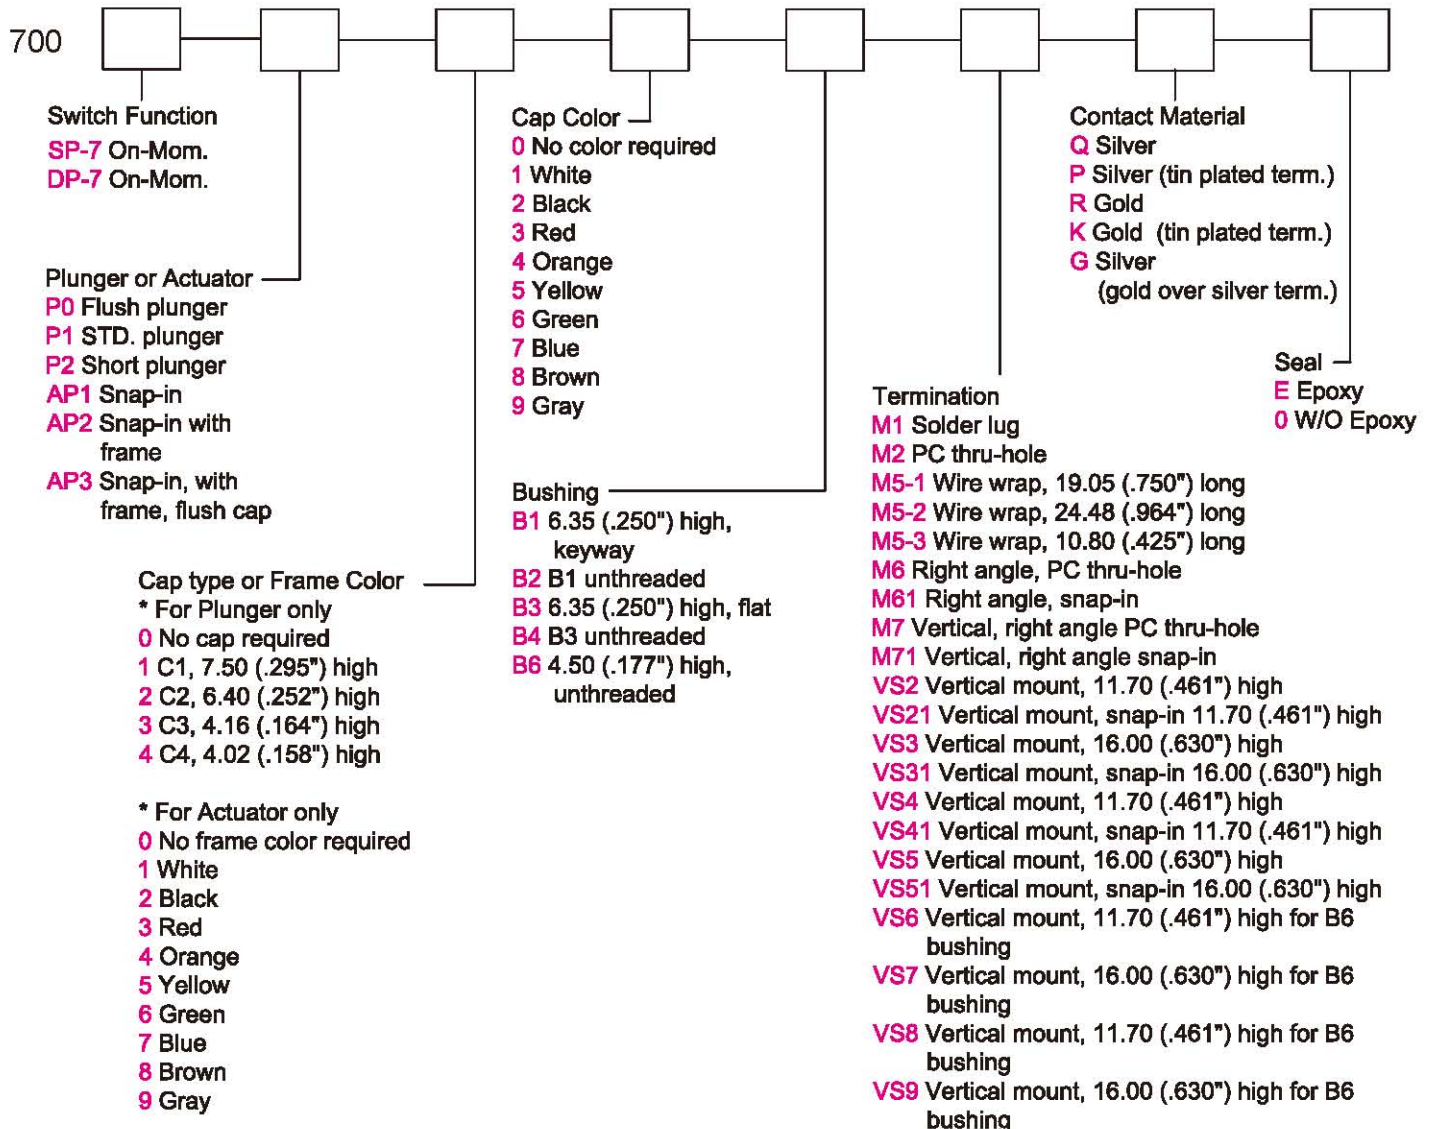 700
Switch Function
SP-7 On-Mom.
DP-7 On-Mom.
Plunger or Actuator
P0 Flush plunger
P1 STD. plunger
P2 Short plunger
AP1 Snap-in
AP2 Snap-in with
frame
AP3 Snap-in, with
frame, flush cap
Cap type or Frame Color
* For Plunger only
0 No cap required
1 C1, 7.50 (.295") high
2 C2, 6.40 (.252") high
3 C3, 4.16 (.164") high
4 C4, 4.02 (.158") high
* For Actuator only
0 No frame color required
1 White
2 Black
3 Red
4 Orange
5 Yellow
6 Green
7 Blue
8 Brown
9 Gray
Cap Color
0 No color required
1 White
2 Black
3 Red
4 Orange
5 Yellow
6 Green
7 Blue
8 Brown
9 Gray
Bushing
B1 6.35 (.250") high,
keyway
B2 B1 unthreaded
B3 6.35 (.250") high, flat
B4 B3 unthreaded
B6 4.50 (.177") high,
unthreaded
Termination
M1 Solder lug
M2 PC thru-hole
M5-1 Wire wrap, 19.05 (.750") long
M5-2 Wire wrap, 24.48 (.964") long
M5-3 Wire wrap, 10.80 (.425") long
M6 Right angle, PC thru-hole
M61 Right angle, snap-in
M7 Vertical, right angle PC thru-hole
M71 Vertical, right angle snap-in
VS2 Vertical mount, 11.70 (.461") high
VS21 Vertical mount, snap-in 11.70 (.461") high
VS3 Vertical mount, 16.00 (.630") high
VS31 Vertical mount, snap-in 16.00 (.630") high
VS4 Vertical mount, 11.70 (.461") high
VS41 Vertical mount, snap-in 11.70 (.461") high
VS5 Vertical mount, 16.00 (.630") high
VS51 Vertical mount, snap-in 16.00 (.630") high
VS6 Vertical mount, 11.70 (.461") high for B6
bushing
VS7 Vertical mount, 16.00 (.630") high for B6
bushing
VS8 Vertical mount, 11.70 (.461") high for B6
bushing
VS9 Vertical mount, 16.00 (.630") high for B6
bushing
Contact Material
Q Silver
P Silver (tin plated term.)
R Gold
K Gold (tin plated term.)
G Silver
(gold over silver term.)
Seal
E Epoxy
0 W/O Epoxy